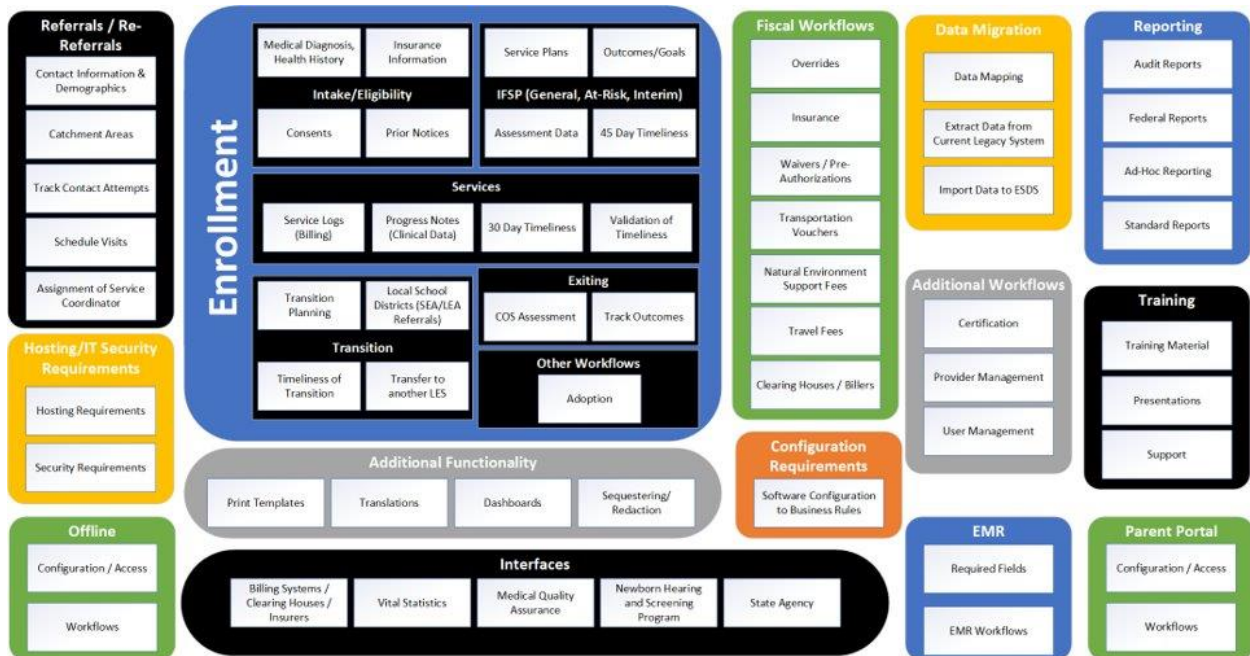 Referrals / Re-
Referrals
Contact Information &
Demographics
Catchment Areas
Track Contact Attempts
Schedule Visits
Assignment of Service
Coordinator
Hosting/IT Security
Requirements
Hosting Requirements
Security Requirements
Offline
Configuration / Access
Workflows
Enrollment
Medical Diagnosis,
Health History
Insurance
Information
Intake/Eligibility
Consents
Prior Notices
Service Plans
Outcomes/Goals
IFSP (General, At-Risk, Interim)
Assessment Data
45 Day Timeliness
Services
Service Logs
(Billing)
Progress Notes
(Clinical Data)
30 Day Timeliness
Validation of
Timeliness
Transition
Planning
Local School
Districts (SEA/LEA
Referrals)
Transition
Timeliness of
Transition
Transfer to
another LES
Exiting
COS Assessment
Track Outcomes
Other Workflows
Adoption
Additional Functionality
Print Templates
Translations
Dashboards
Sequestering/
Redaction
Interfaces
Billing Systems /
Clearing Houses /
Insurers
Vital Statistics
Medical Quality
Assurance
Newborn Hearing
and Screening
Program
State Agency
Fiscal Workflows
Overrides
Insurance
Waivers / Pre-
Authorizations
Transportation
Vouchers
Natural Environment
Support Fees
Travel Fees
Clearing Houses / Billers
Configuration
Requirements
Software Configuration
to Business Rules
Data Migration
Data Mapping
Extract Data from
Current Legacy System
Import Data to ESDS
Additional Workflows
Certification
Provider Management
User Management
EMR
Required Fields
EMR Workflows
Reporting
Audit Reports
Federal Reports
Ad-Hoc Reporting
Standard Reports
Training
Training Material
Presentations
Support
Parent Portal
Configuration / Access
Workflows